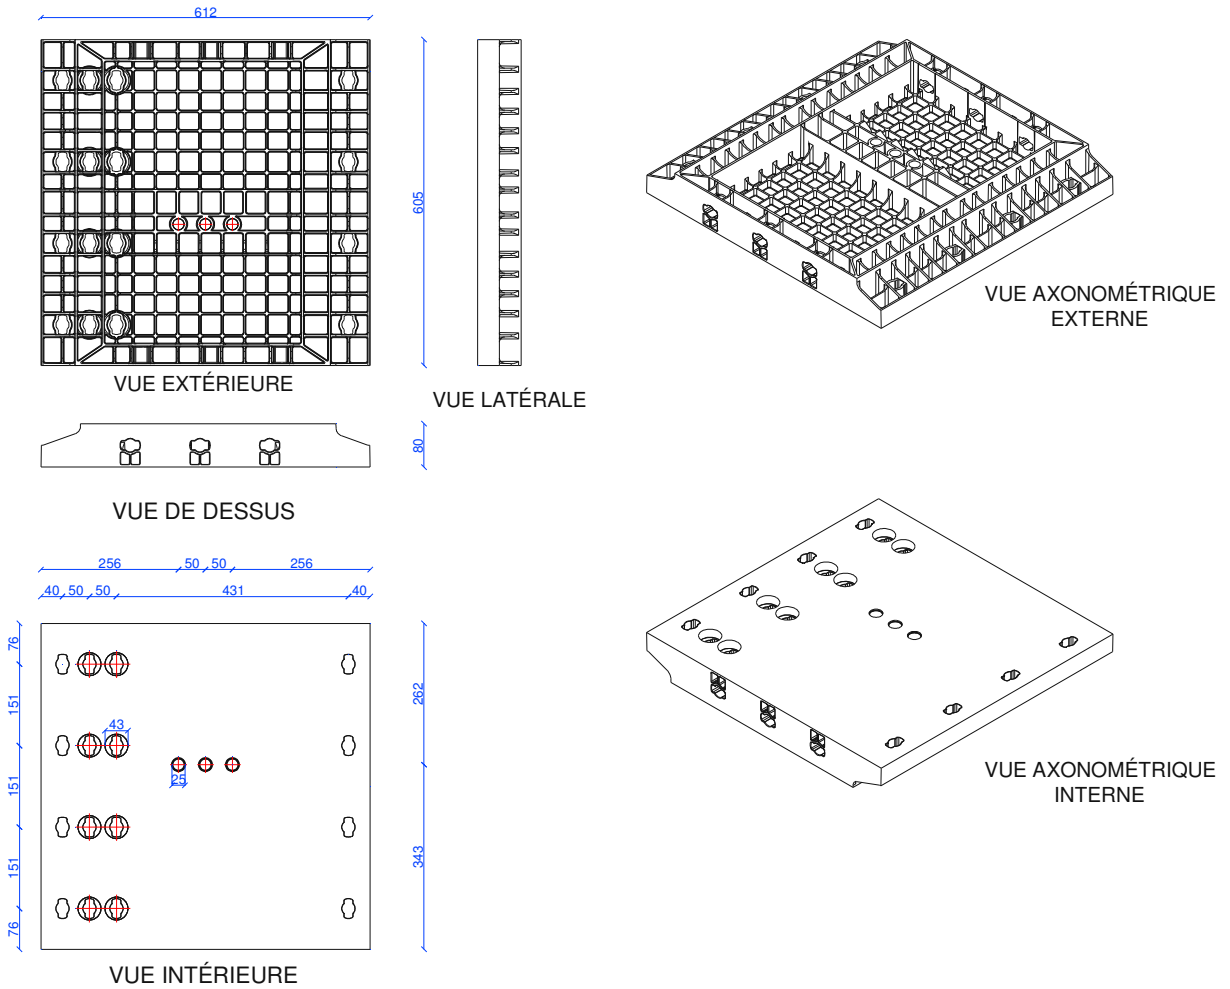 612
605
VUE EXTÉRIEURE
VUE LATÉRALE
VUE AXONOMÉTRIQUE
EXTERNE
80
VUE DE DESSUS
256
50
50
256
40
50
50
431
40
76
151
151
151
76
43
25
262
343
VUE AXONOMÉTRIQUE
INTERNE
VUE INTÉRIEURE